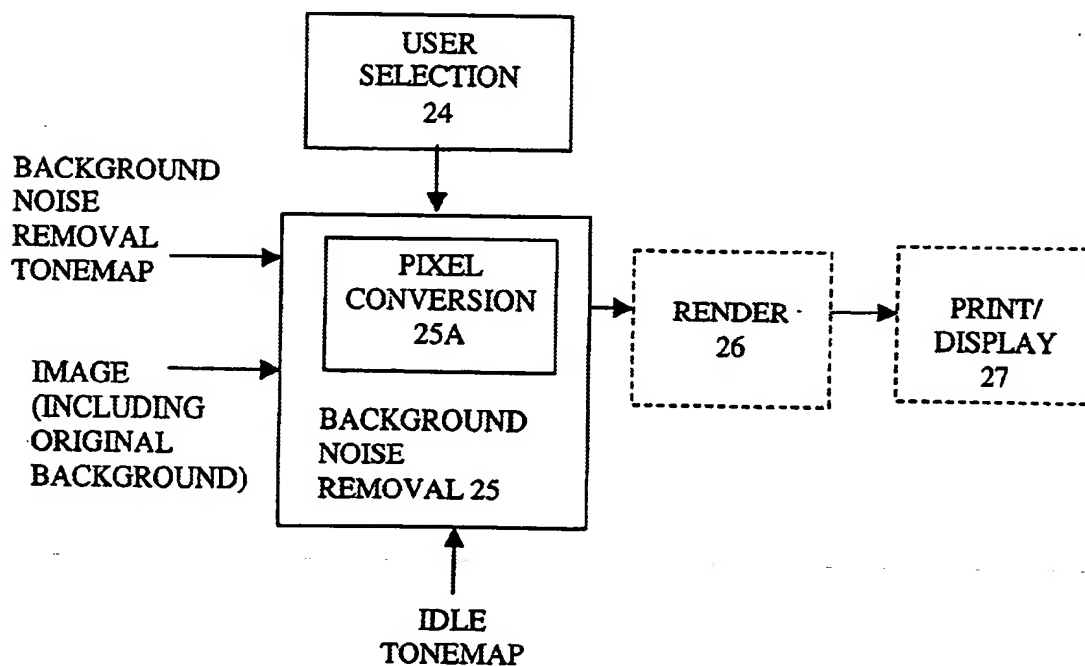 USER
SELECTION
24
BACKGROUND
NOISE
REMOVAL
TONEMAP
IMAGE
(INCLUDING
ORIGINAL
BACKGROUND)
PIXEL
CONVERSION
25A
BACKGROUND
NOISE
REMOVAL 25
RENDER
26
PRINT/
DISPLAY
27
IDLE
TONEMAP